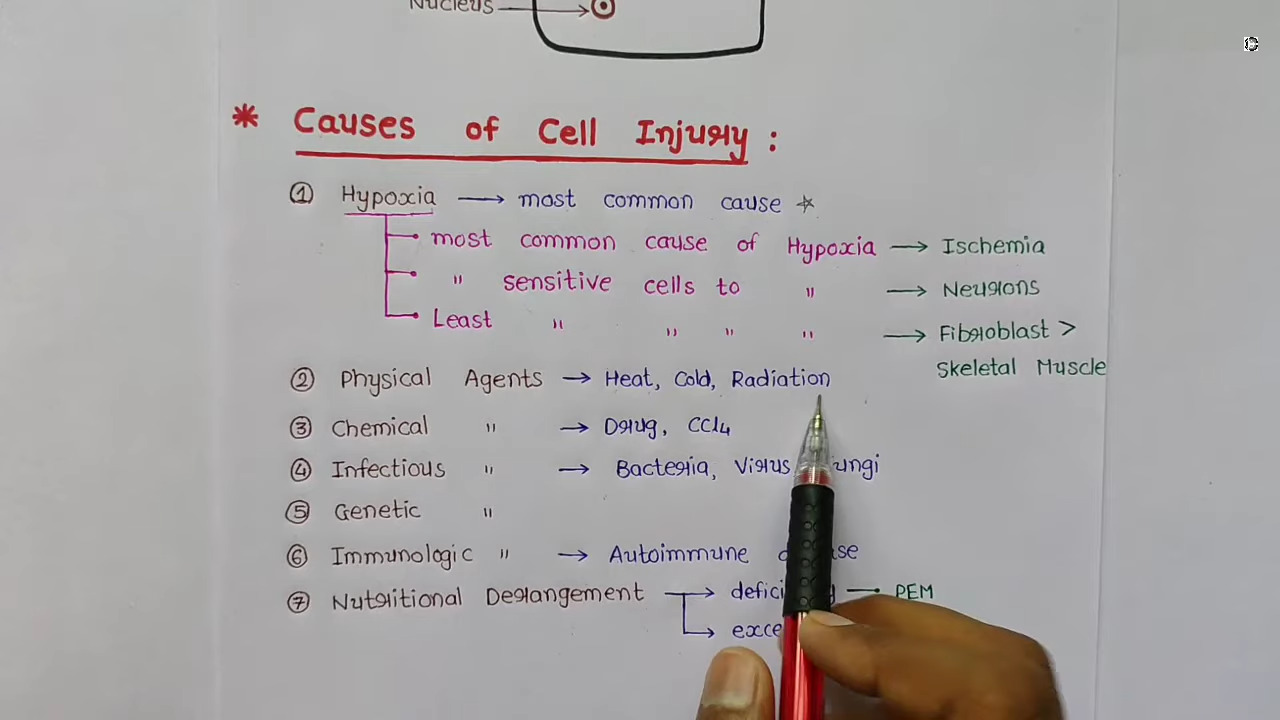 Nucleus
* Causes of Cell Injury :
① Hypoxia → most common cause ☆
most common cause of Hypoxia → Ischemia
" sensitive cells to " → Neurons
Least " " " " → Fibroblast >
Skeletal Muscle
② Physical Agents → Heat, Cold, Radiation
③ Chemical " → Drug, CCl4
④ Infectious " → Bacteria, Virus
⑤ Genetic "
⑥ Immunologic " → Autoimmune
⑦ Nutritional Derangement → PEM